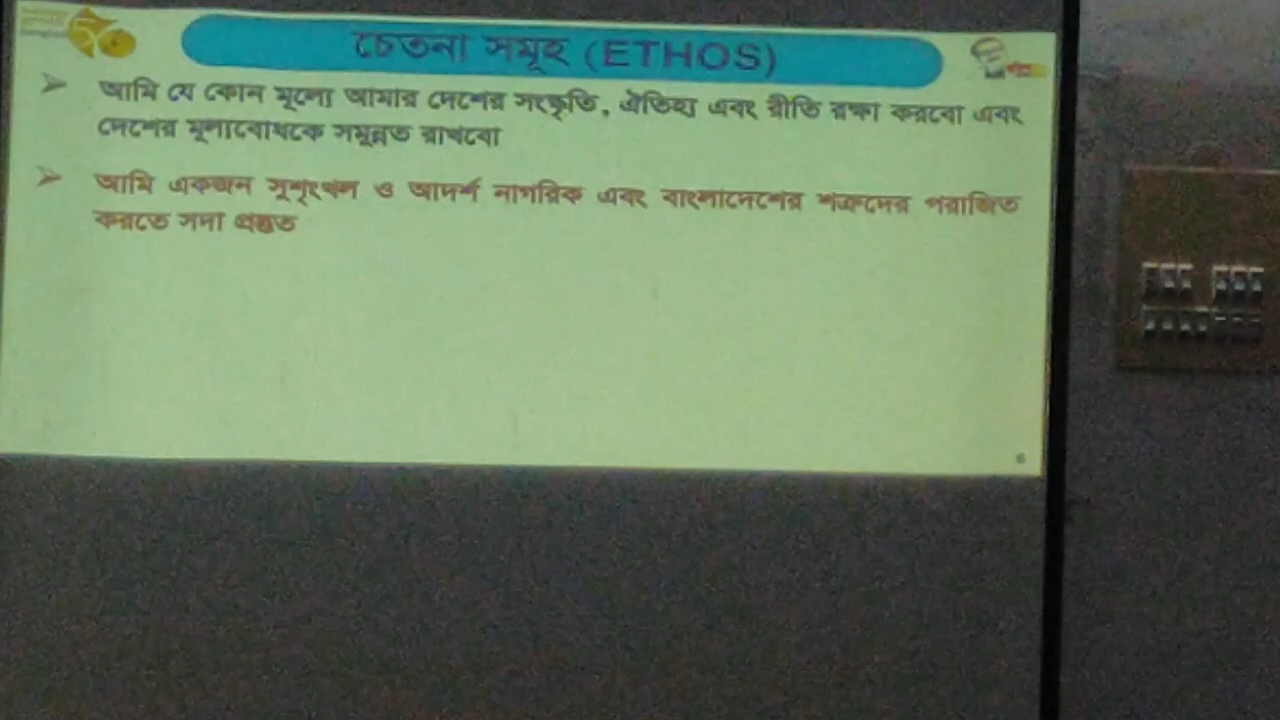 চেতনা সমূহ (ETHOS)
➢ আমি যে কোন মূল্যে আমার দেশের সংস্কৃতি, ঐতিহ্য এবং রীতি রক্ষা করবো এবং
দেশের মূল্যবোধকে সমুন্নত রাখবো
➢ আমি একজন সুশৃংখল ও আদর্শ নাগরিক এবং বাংলাদেশের শত্রুদের পরাজিত
করতে সদা প্রস্তুত
৬